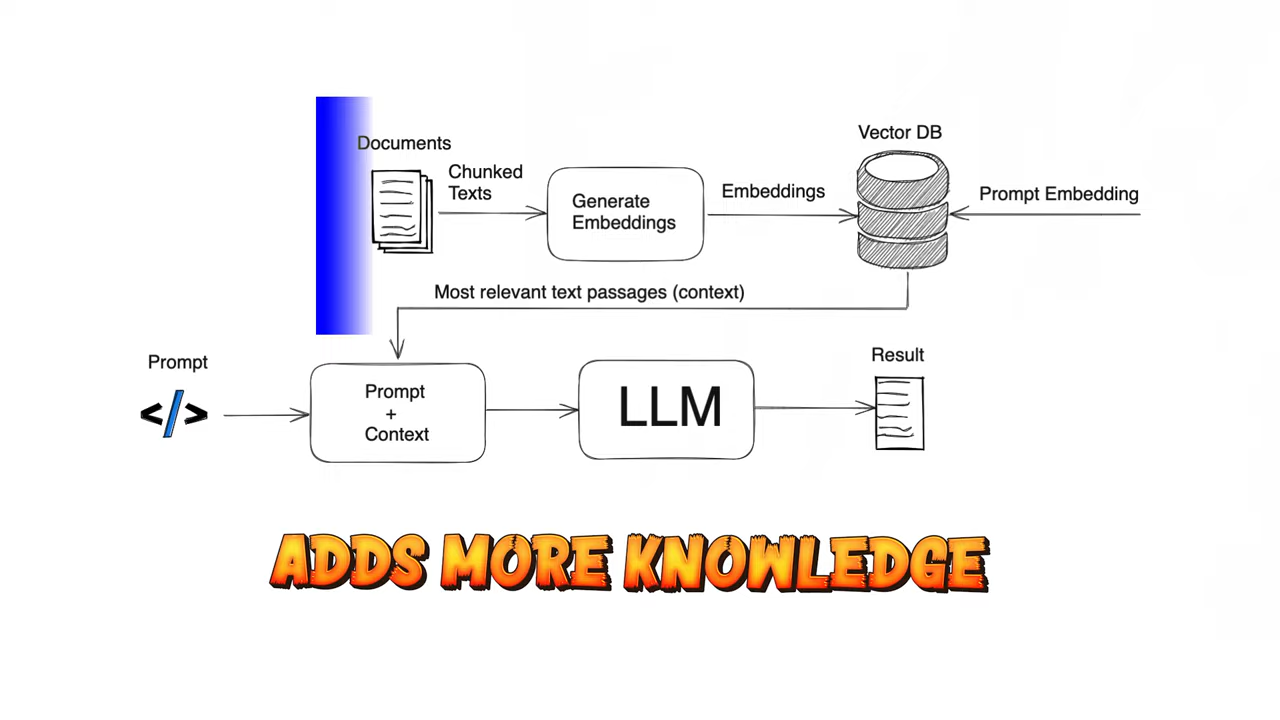 Documents
Chunked
Texts
Generate
Embeddings
Embeddings
Vector DB
Prompt Embedding
Most relevant text passages (context)
Prompt
</>
Prompt
+
Context
LLM
Result
ADDS MORE KNOWLEDGE